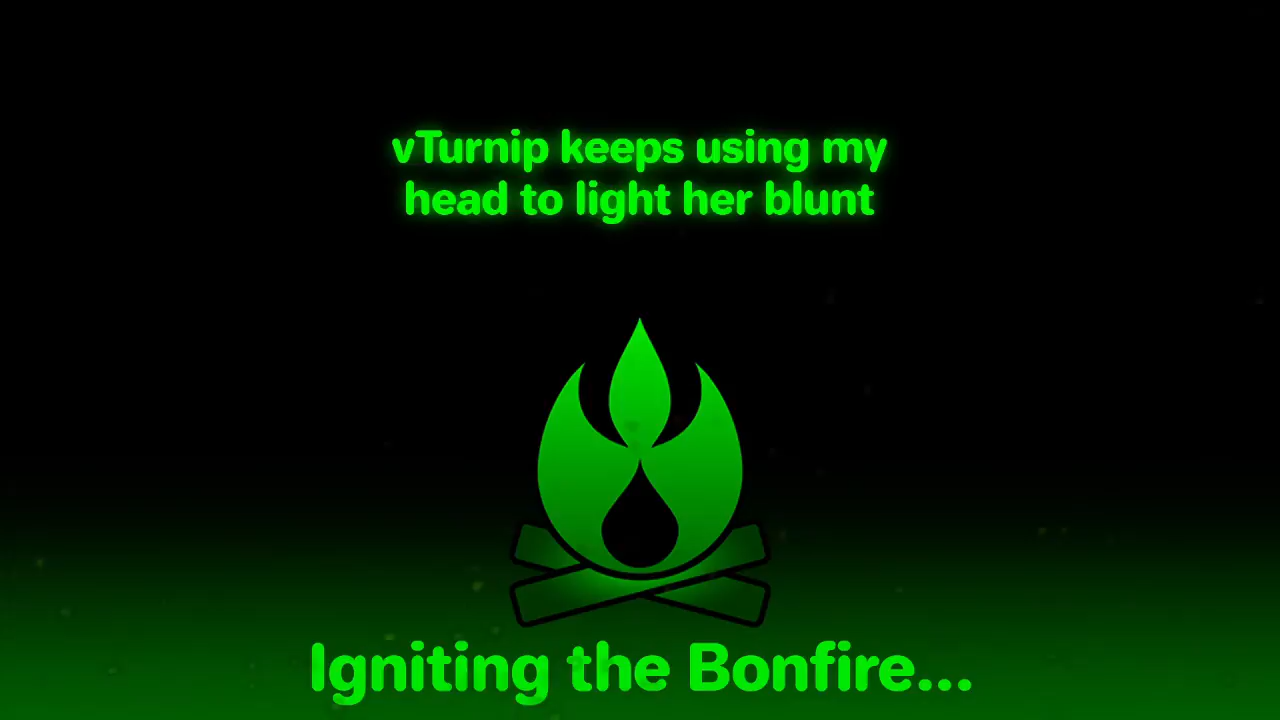 vTurnip keeps using my
head to light her blunt
Igniting the Bonfire...